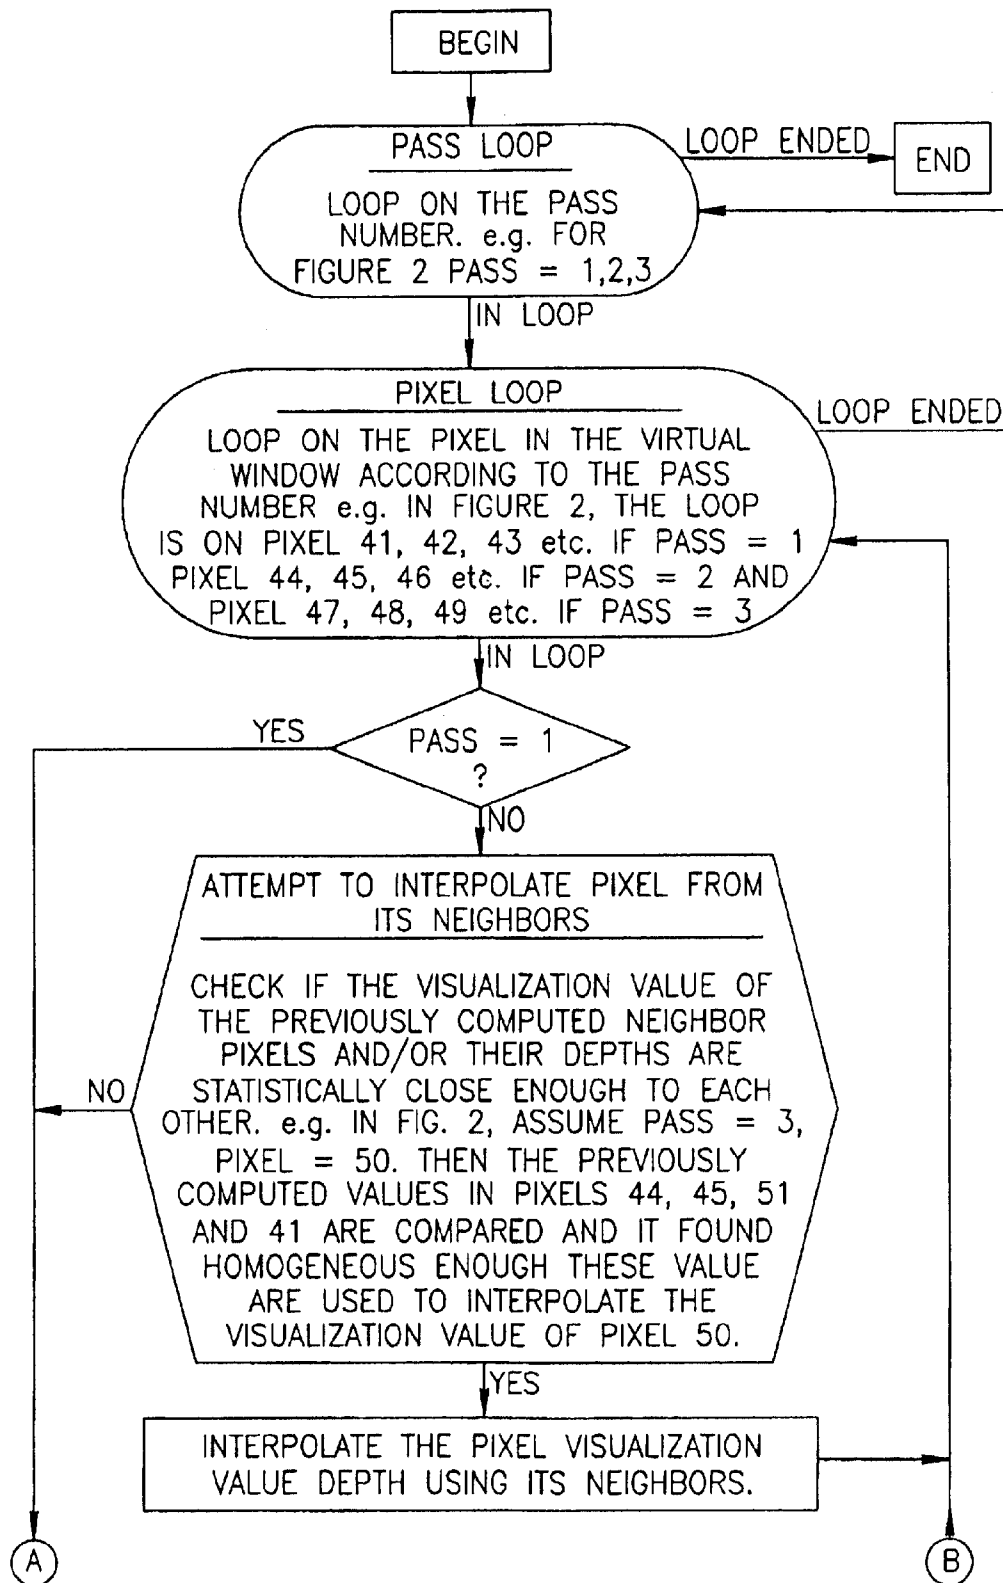 BEGIN
PASS LOOP
LOOP ENDED
END
LOOP ON THE PASS
NUMBER. e.g. FOR
FIGURE 2 PASS = 1,2,3
IN LOOP
PIXEL LOOP
LOOP ENDED
LOOP ON THE PIXEL IN THE VIRTUAL
WINDOW ACCORDING TO THE PASS
NUMBER e.g. IN FIGURE 2, THE LOOP
IS ON PIXEL 41, 42, 43 etc. IF PASS = 1
PIXEL 44, 45, 46 etc. IF PASS = 2 AND
PIXEL 47, 48, 49 etc. IF PASS = 3
IN LOOP
YES
PASS = 1
?
NO
ATTEMPT TO INTERPOLATE PIXEL FROM
ITS NEIGHBORS
CHECK IF THE VISUALIZATION VALUE OF
THE PREVIOUSLY COMPUTED NEIGHBOR
PIXELS AND/OR THEIR DEPTHS ARE
STATISTICALLY CLOSE ENOUGH TO EACH
OTHER. e.g. IN FIG. 2, ASSUME PASS = 3,
PIXEL = 50. THEN THE PREVIOUSLY
COMPUTED VALUES IN PIXELS 44, 45, 51
AND 41 ARE COMPARED AND IT FOUND
HOMOGENEOUS ENOUGH THESE VALUE
ARE USED TO INTERPOLATE THE
VISUALIZATION VALUE OF PIXEL 50.
NO
YES
INTERPOLATE THE PIXEL VISUALIZATION
VALUE DEPTH USING ITS NEIGHBORS.
A
B